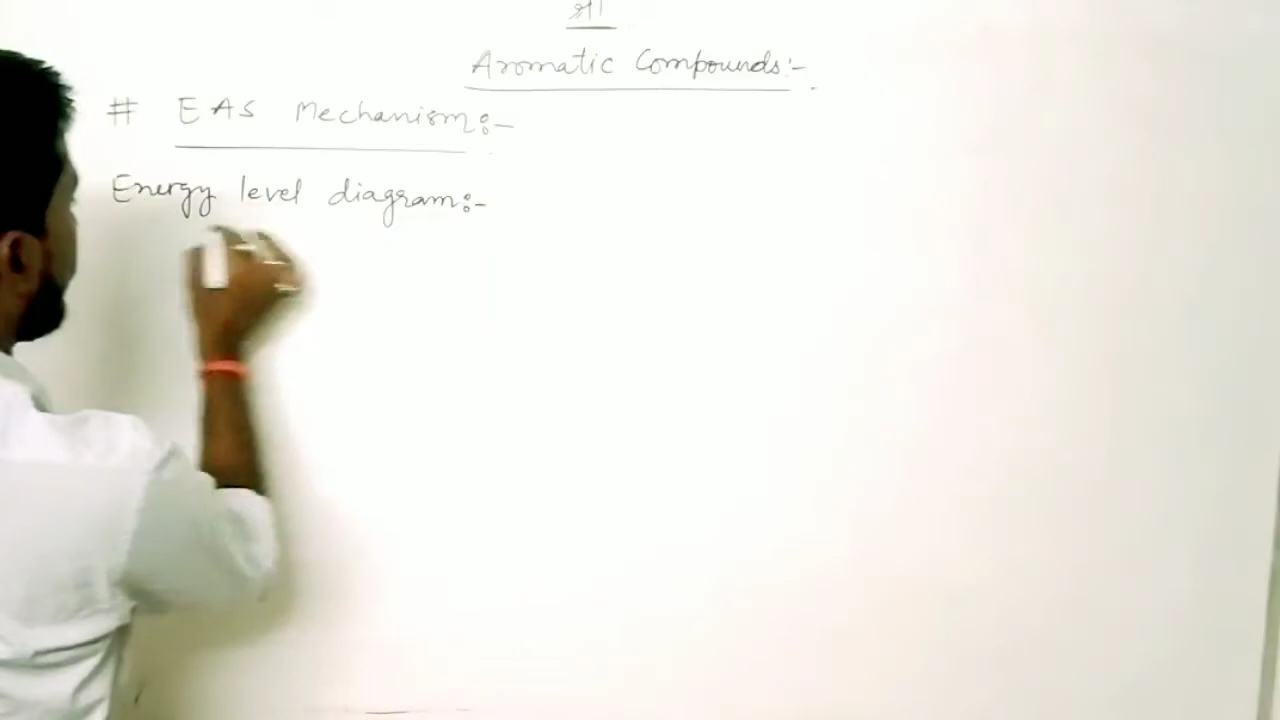 श्री
Aromatic Compounds:-
# EAS Mechanism:-
Energy level diagram:-